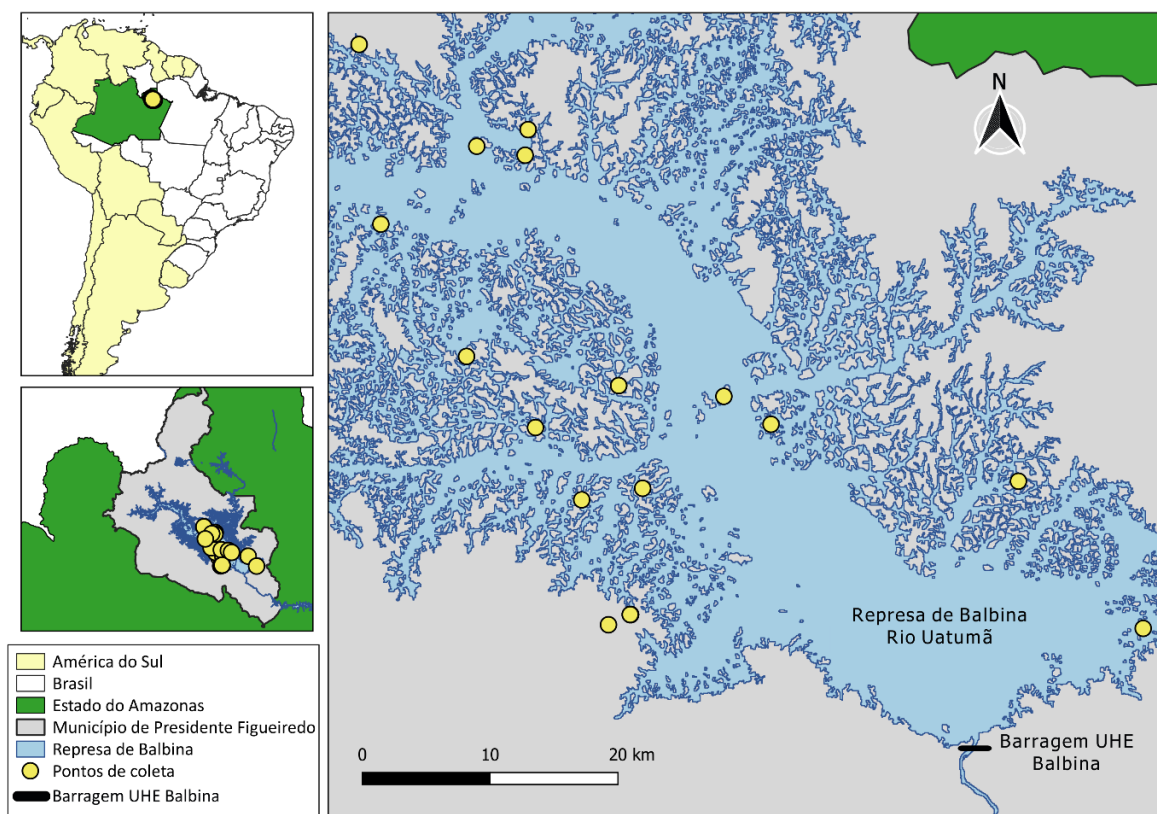 N
Represa de Balbina
Rio Uatumã
Barragem UHE
Balbina
0 10 20 km
América do Sul
Brasil
Estado do Amazonas
Município de Presidente Figueiredo
Represa de Balbina
Pontos de coleta
Barragem UHE Balbina